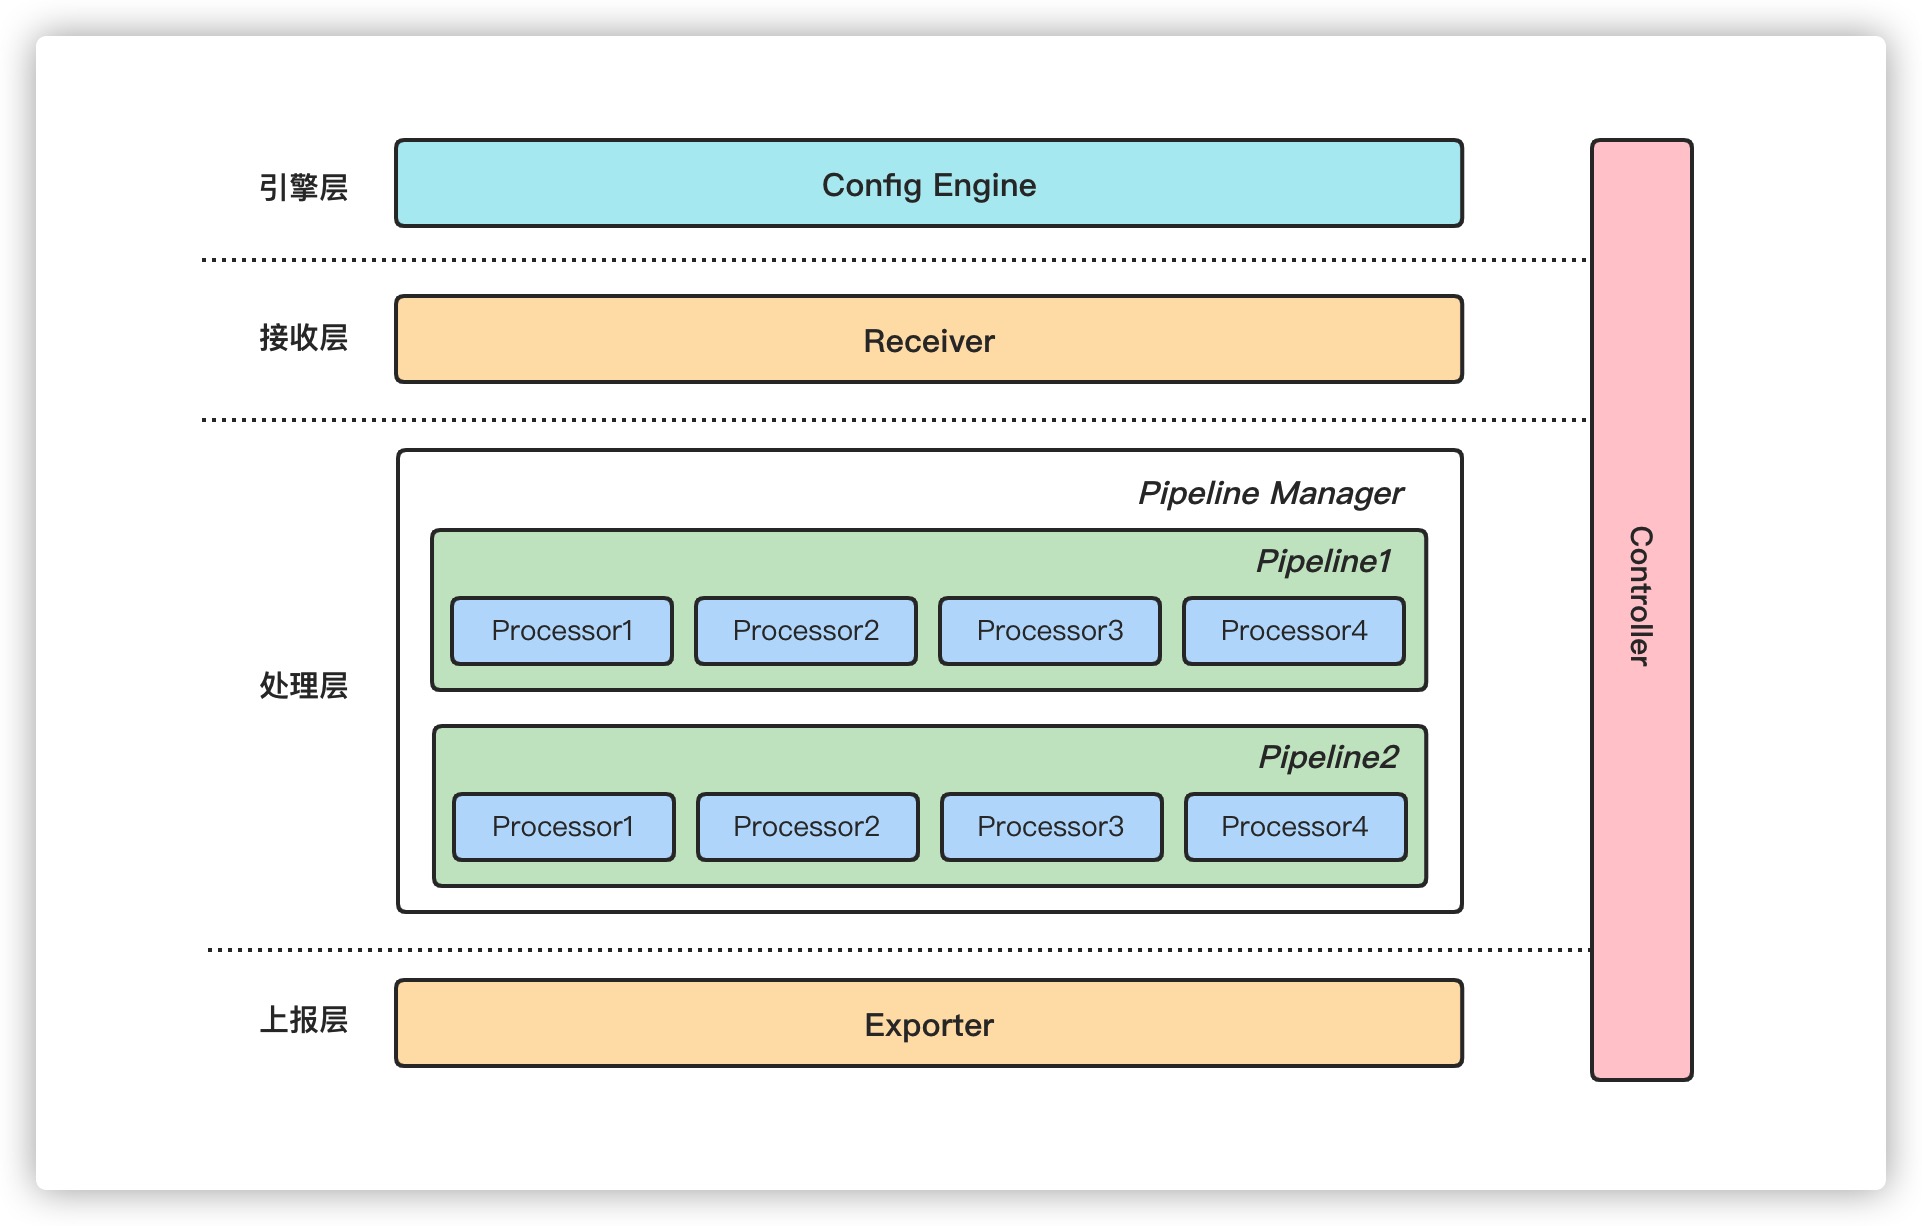 引擎层
Config Engine
接收层
Receiver
处理层
Pipeline Manager
Pipeline1
Processor1
Processor2
Processor3
Processor4
Pipeline2
Processor1
Processor2
Processor3
Processor4
上报层
Exporter
Controller